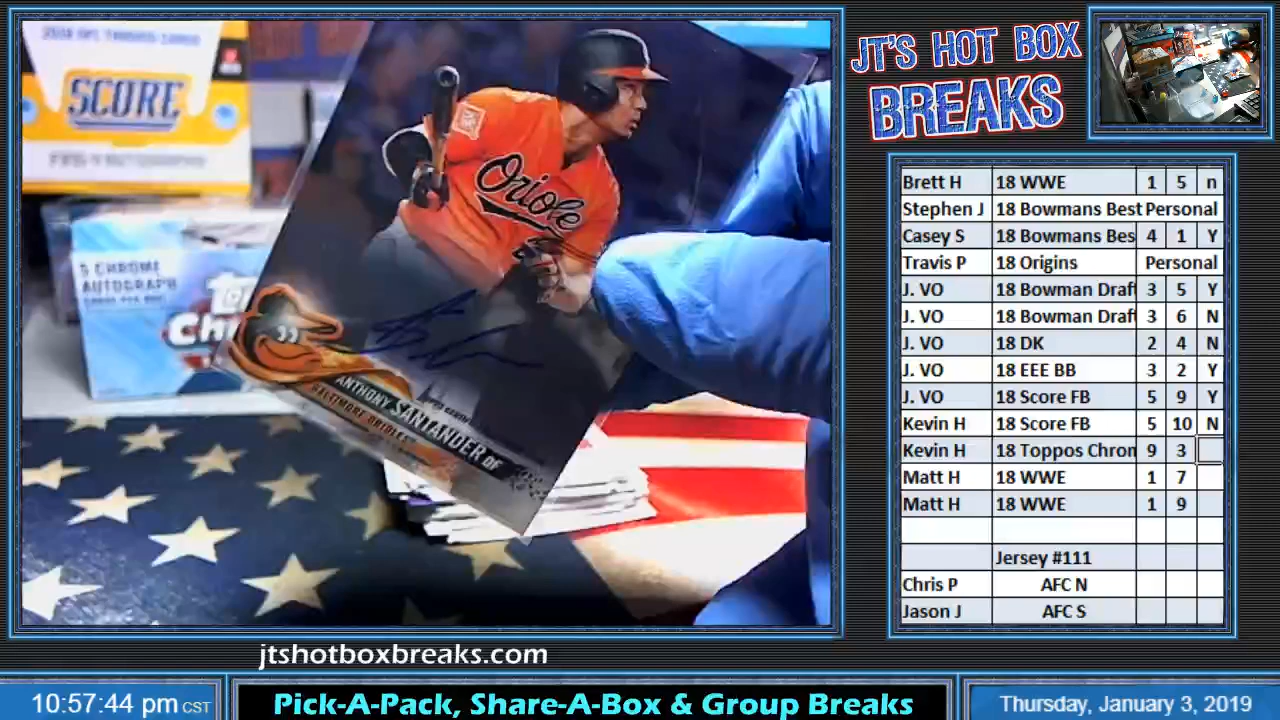 SCORE
5 CHROME
AUTOGRAPH
Orioles
ANTHONY SANTANDER OF
BALTIMORE ORIOLES
JT'S HOT BOX
BREAKS
Brett H 18 WWE 1 5 n
Stephen J 18 Bowmans Best Personal
Casey S 18 Bowmans Bes 4 1 Y
Travis P 18 Origins Personal
J. VO 18 Bowman Draf 3 5 Y
J. VO 18 Bowman Draf 3 6 N
J. VO 18 DK 2 4 N
J. VO 18 EEE BB 3 2 Y
J. VO 18 Score FB 5 9 Y
Kevin H 18 Score FB 5 10 N
Kevin H 18 Toppos Chron 9 3
Matt H 18 WWE 1 7
Matt H 18 WWE 1 9
Jersey #111
Chris P AFC N
Jason J AFC S
jtshotboxbreaks.com
10:57:44 pm CST
Pick-A-Pack, Share-A-Box & Group Breaks
Thursday, January 3, 2019